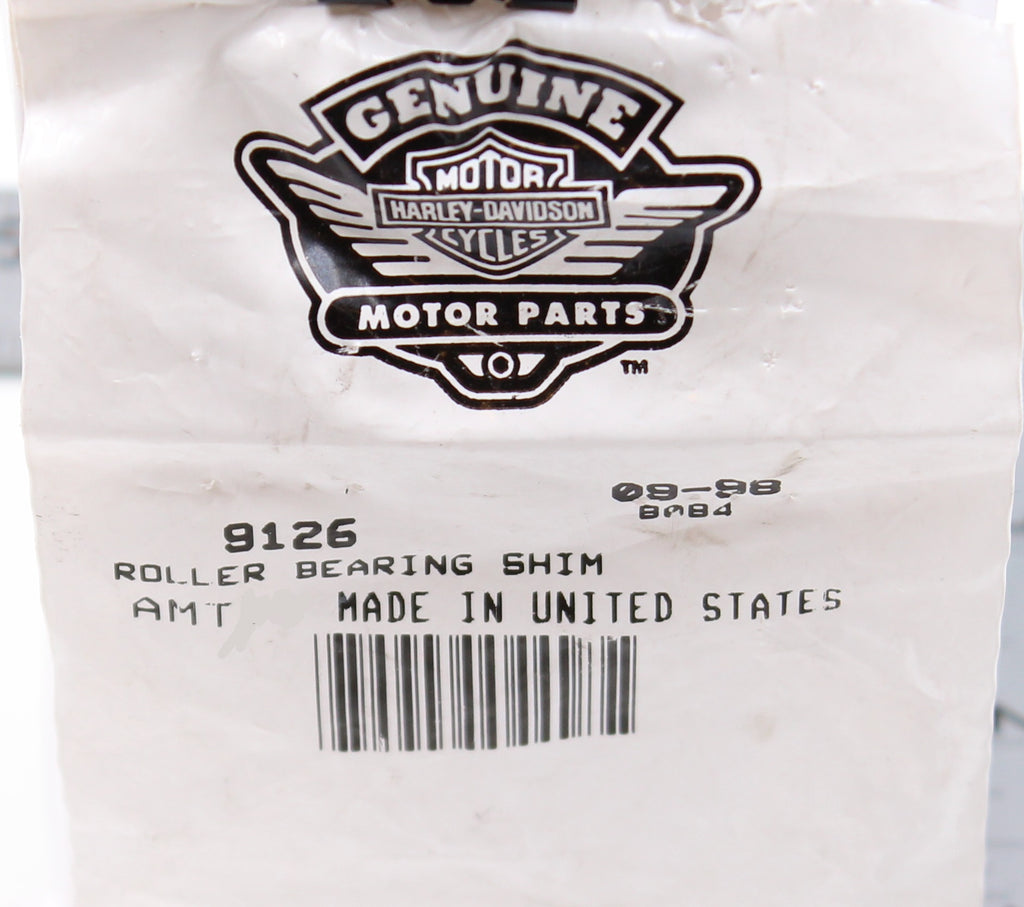 GENUINE
MOTOR
HARLEY-DAVIDSON
CYCLES
MOTOR PARTS
TM
09-98
8084
9126
ROLLER BEARING SHIM
AMT MADE IN UNITED STATES